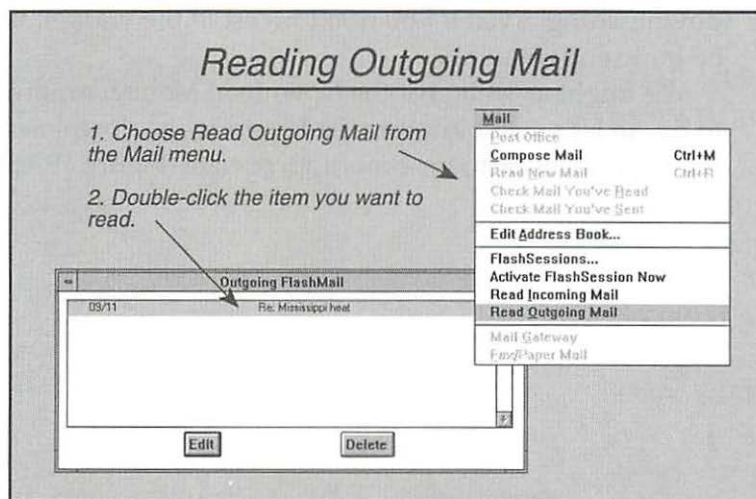 Reading Outgoing Mail
1. Choose Read Outgoing Mail from
the Mail menu.
2. Double-click the item you want to
read.
Mail
Post Office
Compose Mail Ctrl+M
Read New Mail Ctrl+R
Check Mail You've Read
Check Mail You've Sent
Edit Address Book...
FlashSessions...
Activate FlashSession Now
Read Incoming Mail
Read Outgoing Mail
Mail Gateway
Fax/Paper Mail
Outgoing FlashMail
03/11 Re: Mississippi heat
Edit Delete